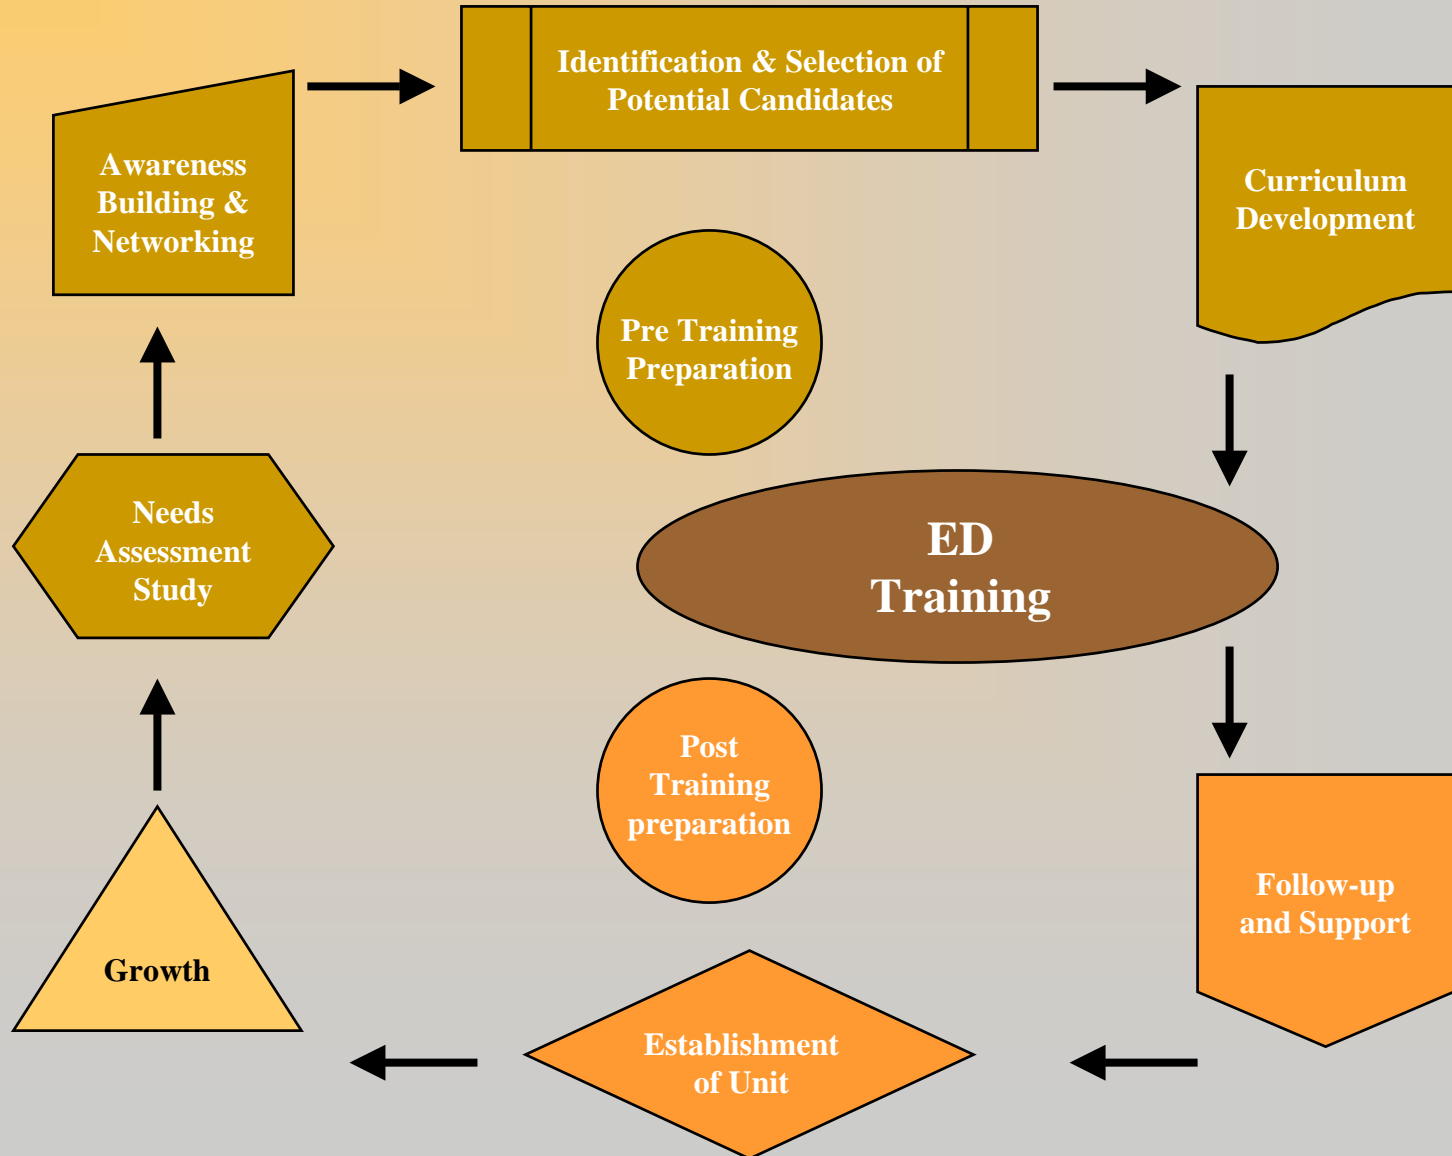 Identification & Selection of
Potential Candidates
Awareness
Building &
Networking
Curriculum
Development
Pre Training
Preparation
Needs
Assessment
Study
ED
Training
Post
Training
preparation
Follow-up
and Support
Growth
Establishment
of Unit